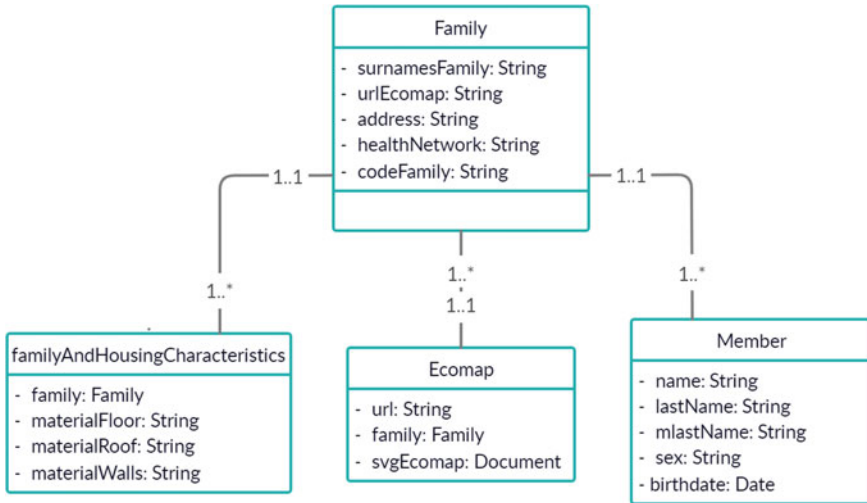 Family
- surnamesFamily: String
- urlEcomap: String
- address: String
- healthNetwork: String
- codeFamily: String
1..1
1..1
1..*
1..1
1..*
1..*
familyAndHousingCharacteristics
- family: Family
- materialFloor: String
- materialRoof: String
- materialWalls: String
Ecomap
- url: String
- family: Family
- svgEcomap: Document
Member
- name: String
- lastName: String
- mlastName: String
- sex: String
- birthdate: Date